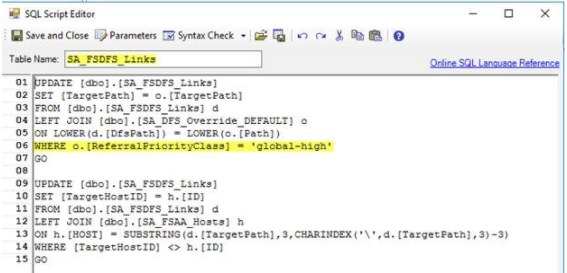 SQL Script Editor
Save and Close Parameters Syntax Check
Table Name: SA_FSDFS_Links
Online SQL Language Reference
01 UPDATE [dbo].[SA_FSDFS_Links]
02 SET [TargetPath] = o.[TargetPath]
03 FROM [dbo].[SA_FSDFS_Links] d
04 LEFT JOIN [dbo].[SA_DFS_Override_DEFAULT] o
05 ON LOWER(d.[DfsPath]) = LOWER(o.[Path])
06 WHERE o.[ReferralPriorityClass] = 'global-high'
07 GO
08
09 UPDATE [dbo].[SA_FSDFS_Links]
10 SET [TargetHostID] = h.[ID]
11 FROM [dbo].[SA_FSDFS_Links] d
12 LEFT JOIN [dbo].[SA_FSAA_Hosts] h
13 ON h.[HOST] = SUBSTRING(d.[TargetPath],3,CHARINDEX('\',d.[TargetPath],3)-3)
14 WHERE [TargetHostID] <> h.[ID]
15 GO